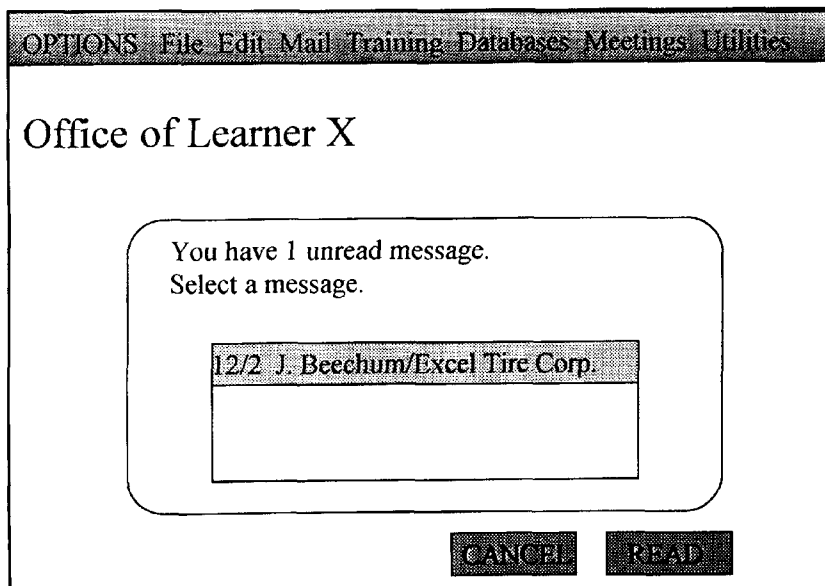 OPTIONS File Edit Mail Training Databases Meetings Utilities
Office of Learner X
You have 1 unread message.
Select a message.
12/2 J. Beechum/Excel Tire Corp.
CANCEL READ